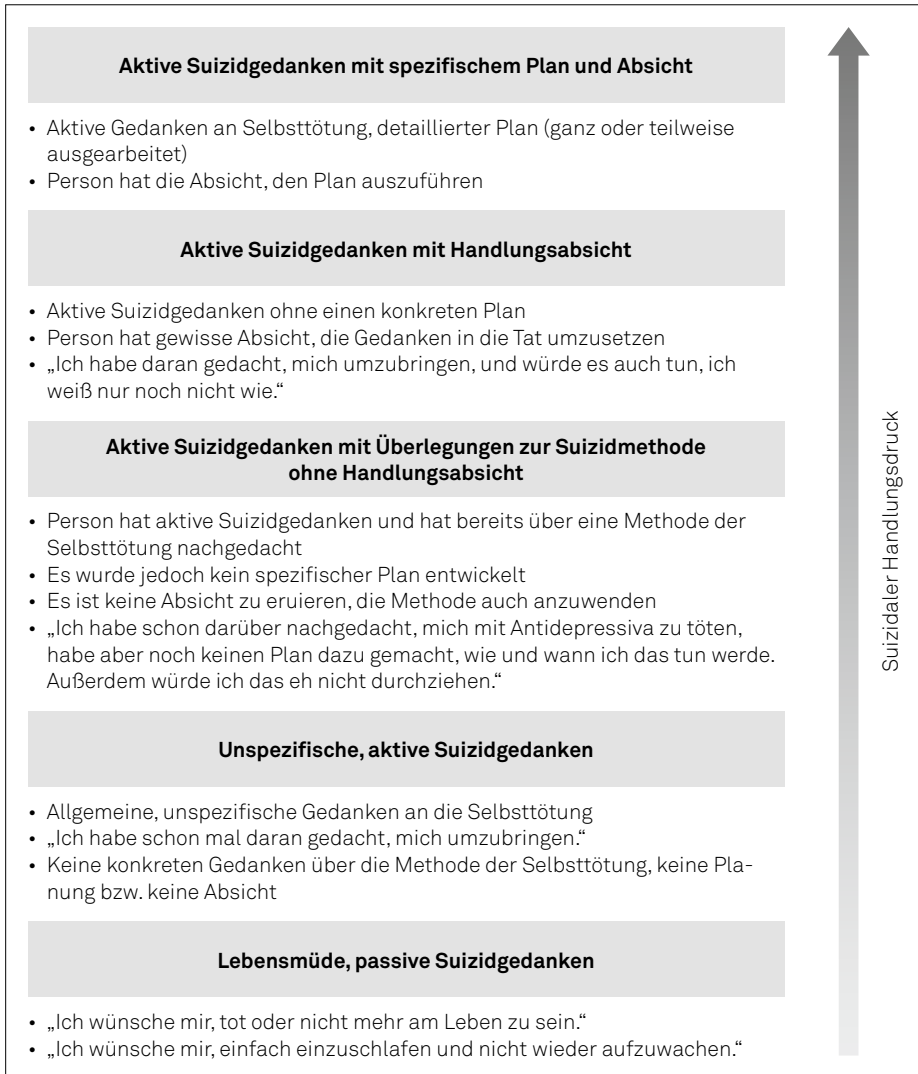 Aktive Suizidgedanken mit spezifischem Plan und Absicht
• Aktive Gedanken an Selbsttötung, detaillierter Plan (ganz oder teilweise
ausgearbeitet)
• Person hat die Absicht, den Plan auszuführen
Aktive Suizidgedanken mit Handlungsabsicht
• Aktive Suizidgedanken ohne einen konkreten Plan
• Person hat gewisse Absicht, die Gedanken in die Tat umzusetzen
• „Ich habe daran gedacht, mich umzubringen, und würde es auch tun, ich
weiß nur noch nicht wie.“
Aktive Suizidgedanken mit Überlegungen zur Suizidmethode
ohne Handlungsabsicht
• Person hat aktive Suizidgedanken und hat bereits über eine Methode der
Selbsttötung nachgedacht
• Es wurde jedoch kein spezifischer Plan entwickelt
• Es ist keine Absicht zu eruieren, die Methode auch anzuwenden
• „Ich habe schon darüber nachgedacht, mich mit Antidepressiva zu töten,
habe aber noch keinen Plan dazu gemacht, wie und wann ich das tun werde.
Außerdem würde ich das eh nicht durchziehen.“
Unspezifische, aktive Suizidgedanken
• Allgemeine, unspezifische Gedanken an die Selbsttötung
• „Ich habe schon mal daran gedacht, mich umzubringen.“
• Keine konkreten Gedanken über die Methode der Selbsttötung, keine Pla-
nung bzw. keine Absicht
Lebensmüde, passive Suizidgedanken
• „Ich wünsche mir, tot oder nicht mehr am Leben zu sein.“
• „Ich wünsche mir, einfach einzuschlafen und nicht wieder aufzuwachen.“
Suizidaler Handlungsdruck